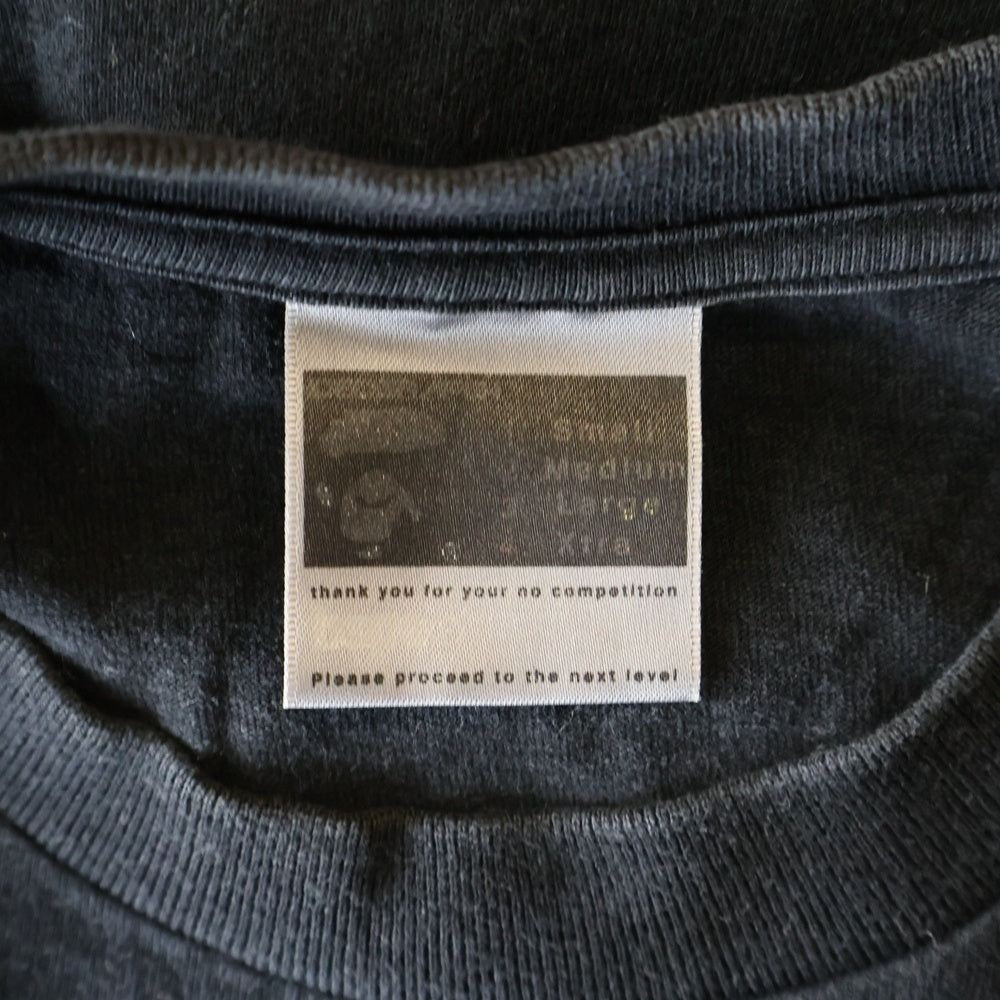 Small
Medium
Large
Xtra
thank you for your no competition
Please proceed to the next level